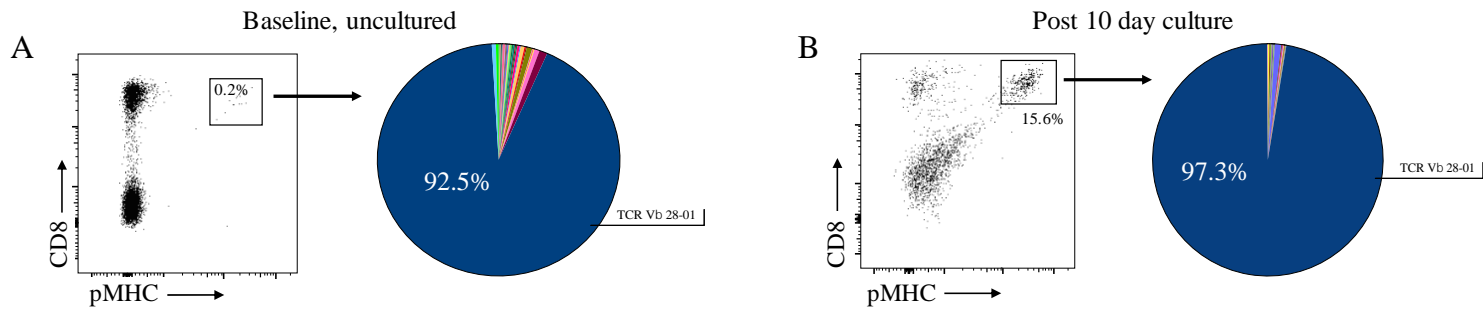 Baseline, uncultured
Post 10 day culture
A
B
0.2%
92.5%
TCR Vb 28-01
CD8
pMHC
15.6%
97.3%
TCR Vb 28-01
CD8
pMHC